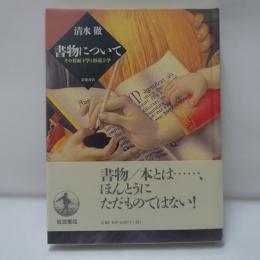 清水 徹
書物について
その形而下学と形而上学
岩波書店
書物/本とは……、
ほんとうに
ただものではない!
岩波書店